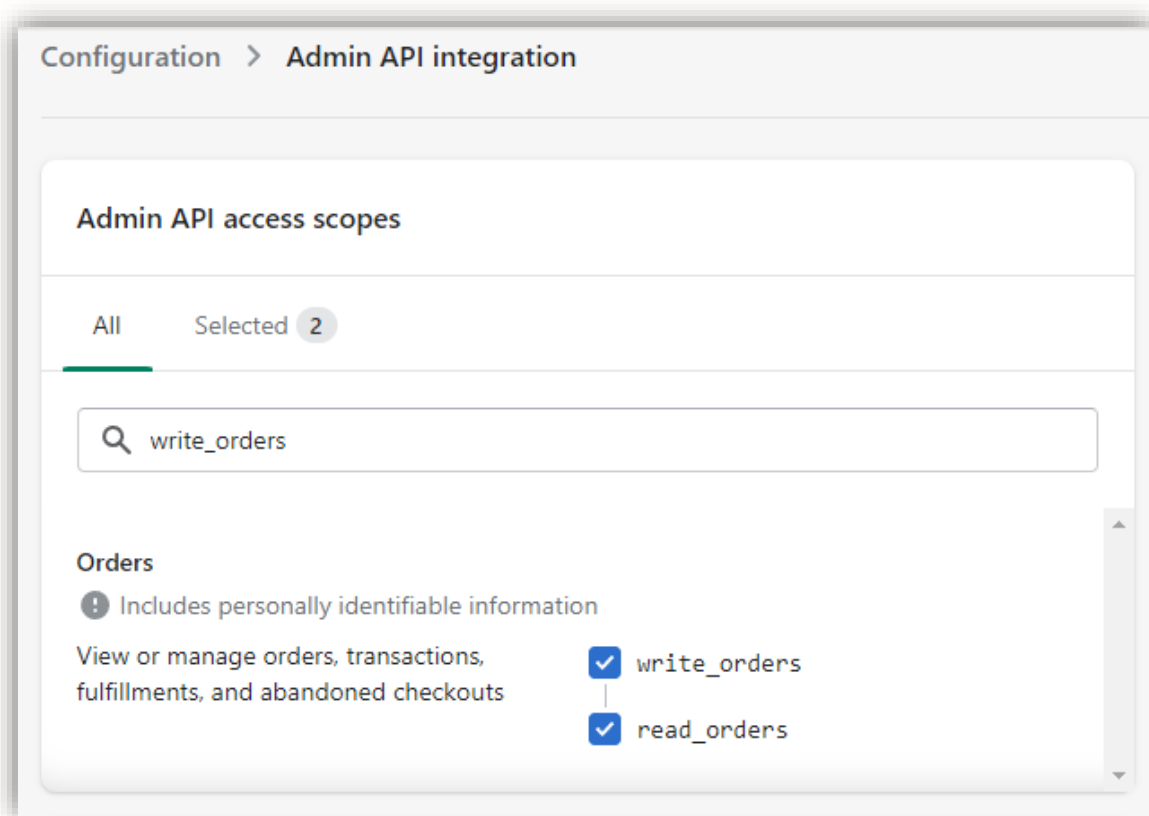 Configuration > Admin API integration
Admin API access scopes
All Selected 2
write_orders
Orders
Includes personally identifiable information
View or manage orders, transactions,
fulfillments, and abandoned checkouts
write_orders
read_orders